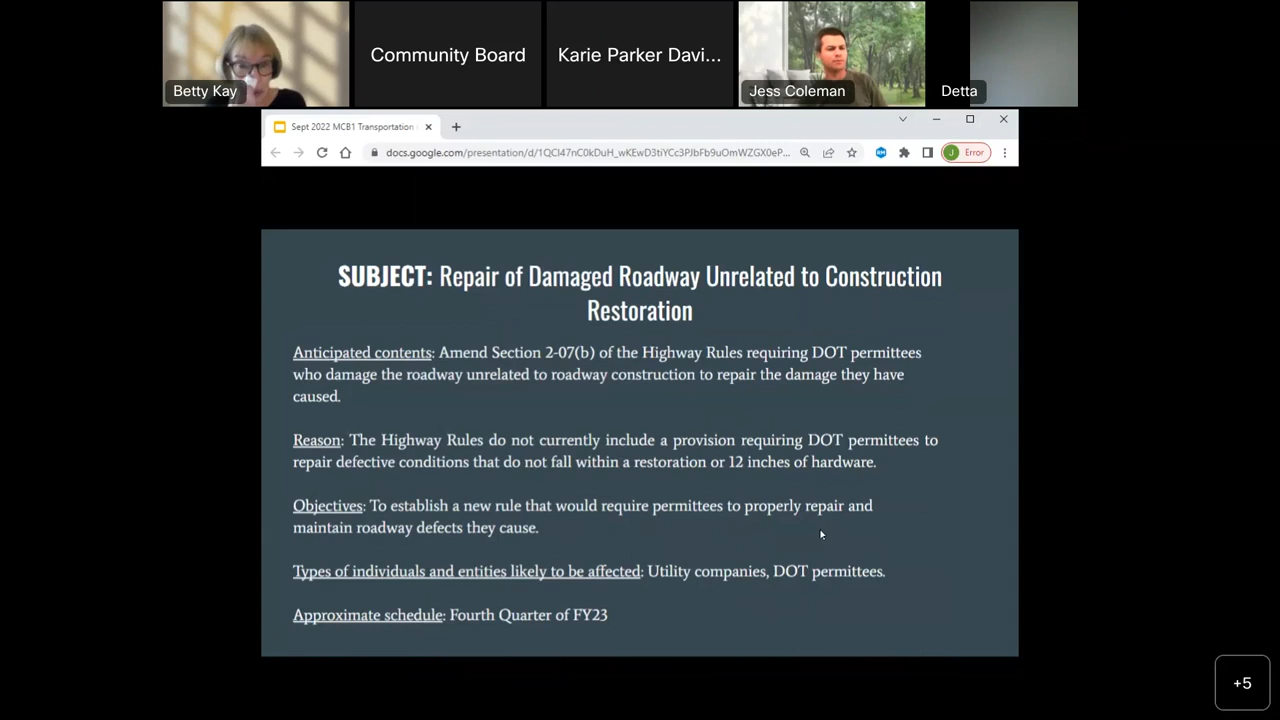 Betty Kay
Community Board
Karie Parker Davi...
Jess Coleman
Detta
Sept 2022 MCB1 Transportation
J Error
SUBJECT: Repair of Damaged Roadway Unrelated to Construction
Restoration
Anticipated contents: Amend Section 2-07(b) of the Highway Rules requiring DOT permittees
who damage the roadway unrelated to roadway construction to repair the damage they have
caused.
Reason: The Highway Rules do not currently include a provision requiring DOT permittees to
repair defective conditions that do not fall within a restoration or 12 inches of hardware.
Objectives: To establish a new rule that would require permittees to properly repair and
maintain roadway defects they cause.
Types of individuals and entities likely to be affected: Utility companies, DOT permittees.
Approximate schedule: Fourth Quarter of FY23
+5